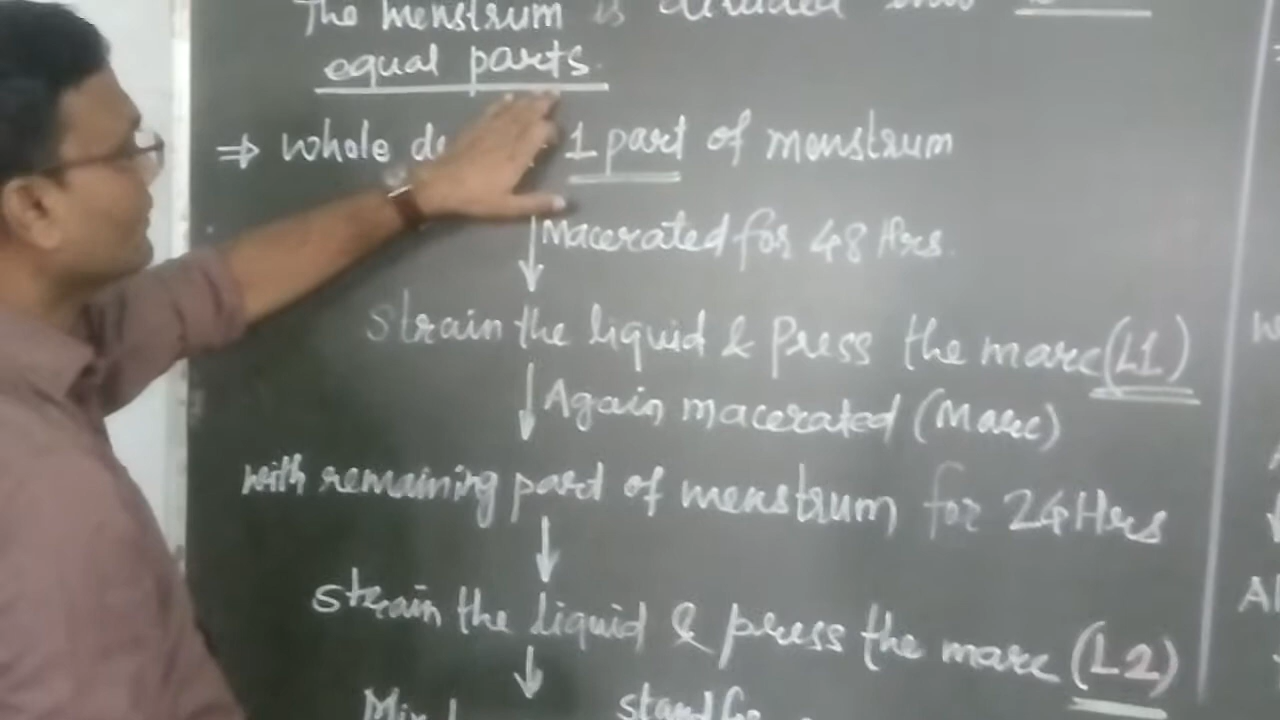 The menstrum is divided into
equal parts.
⇒ whole 1 part of menstrum
↓ Macerated for 48 Hrs.
Strain the liquid & Press the marc (L1)
↓ Again macerated (Marc)
with remaining part of menstrum for 24 Hrs
↓
strain the liquid & press the marc (L2)
↓